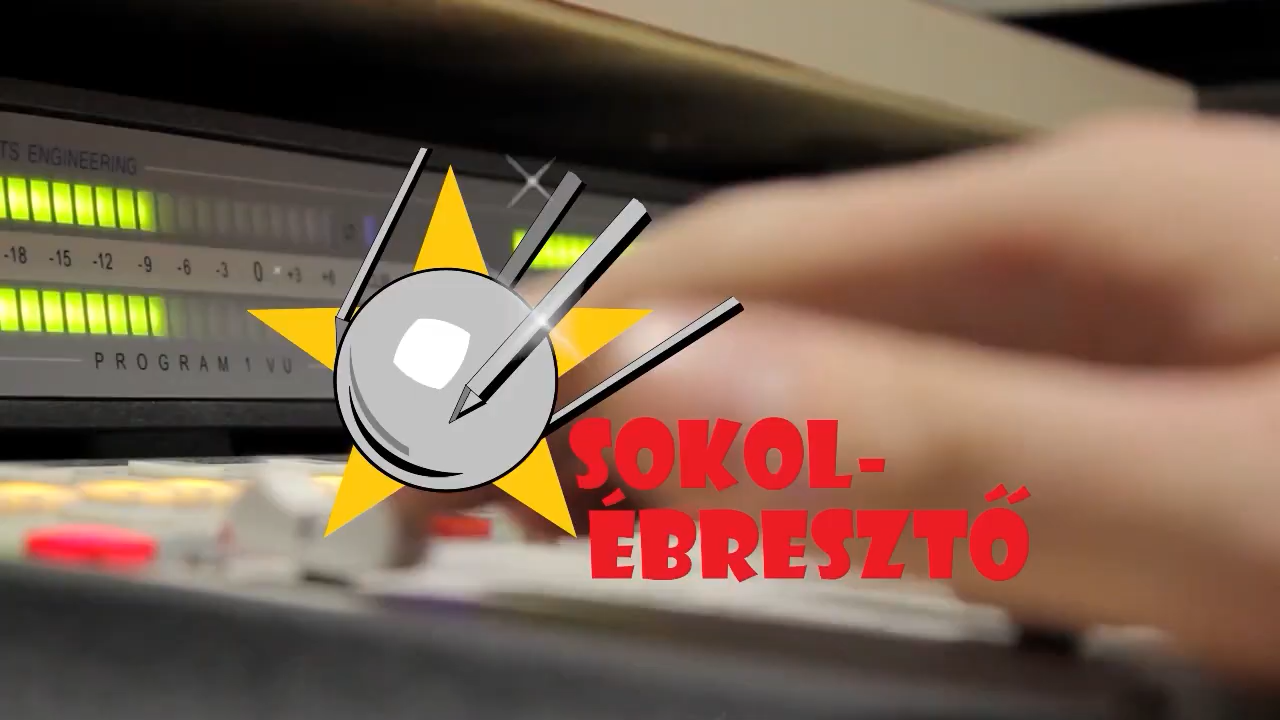 TS ENGINEERING
-18 -15 -12 -9 -6 -3 0 +3 +6
PROGRAM 1 VU
SOKOL-
ÉBRESZTŐ